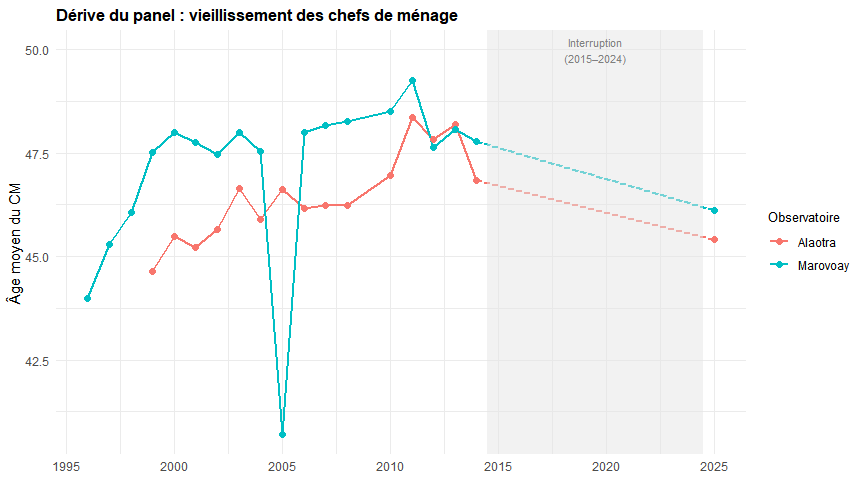 Dérive du panel : vieillissement des chefs de ménage
Interruption
(2015–2024)
50.0
47.5
45.0
42.5
Âge moyen du CM
1995
2000
2005
2010
2015
2020
2025
Observatoire
Alaotra
Marovoay